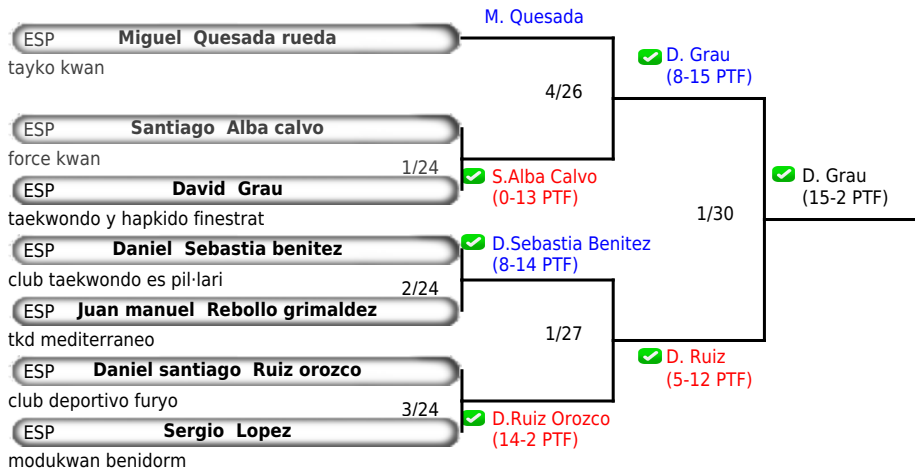 M. Quesada
ESP Miguel Quesada rueda
tayko kwan
D. Grau
(8-15 PTF)
4/26
ESP Santiago Alba calvo
force kwan
1/24
S.Alba Calvo
(0-13 PTF)
D. Grau
(15-2 PTF)
ESP David Grau
taekwondo y hapkido finestrat
1/30
ESP Daniel Sebastia benitez
D.Sebastia Benitez
(8-14 PTF)
club taekwondo es pil·lari
2/24
ESP Juan manuel Rebollo grimaldez
tkd mediterraneo
1/27
D. Ruiz
(5-12 PTF)
ESP Daniel santiago Ruiz orozco
club deportivo furyo
3/24
D.Ruiz Orozco
(14-2 PTF)
ESP Sergio Lopez
modukwan benidorm